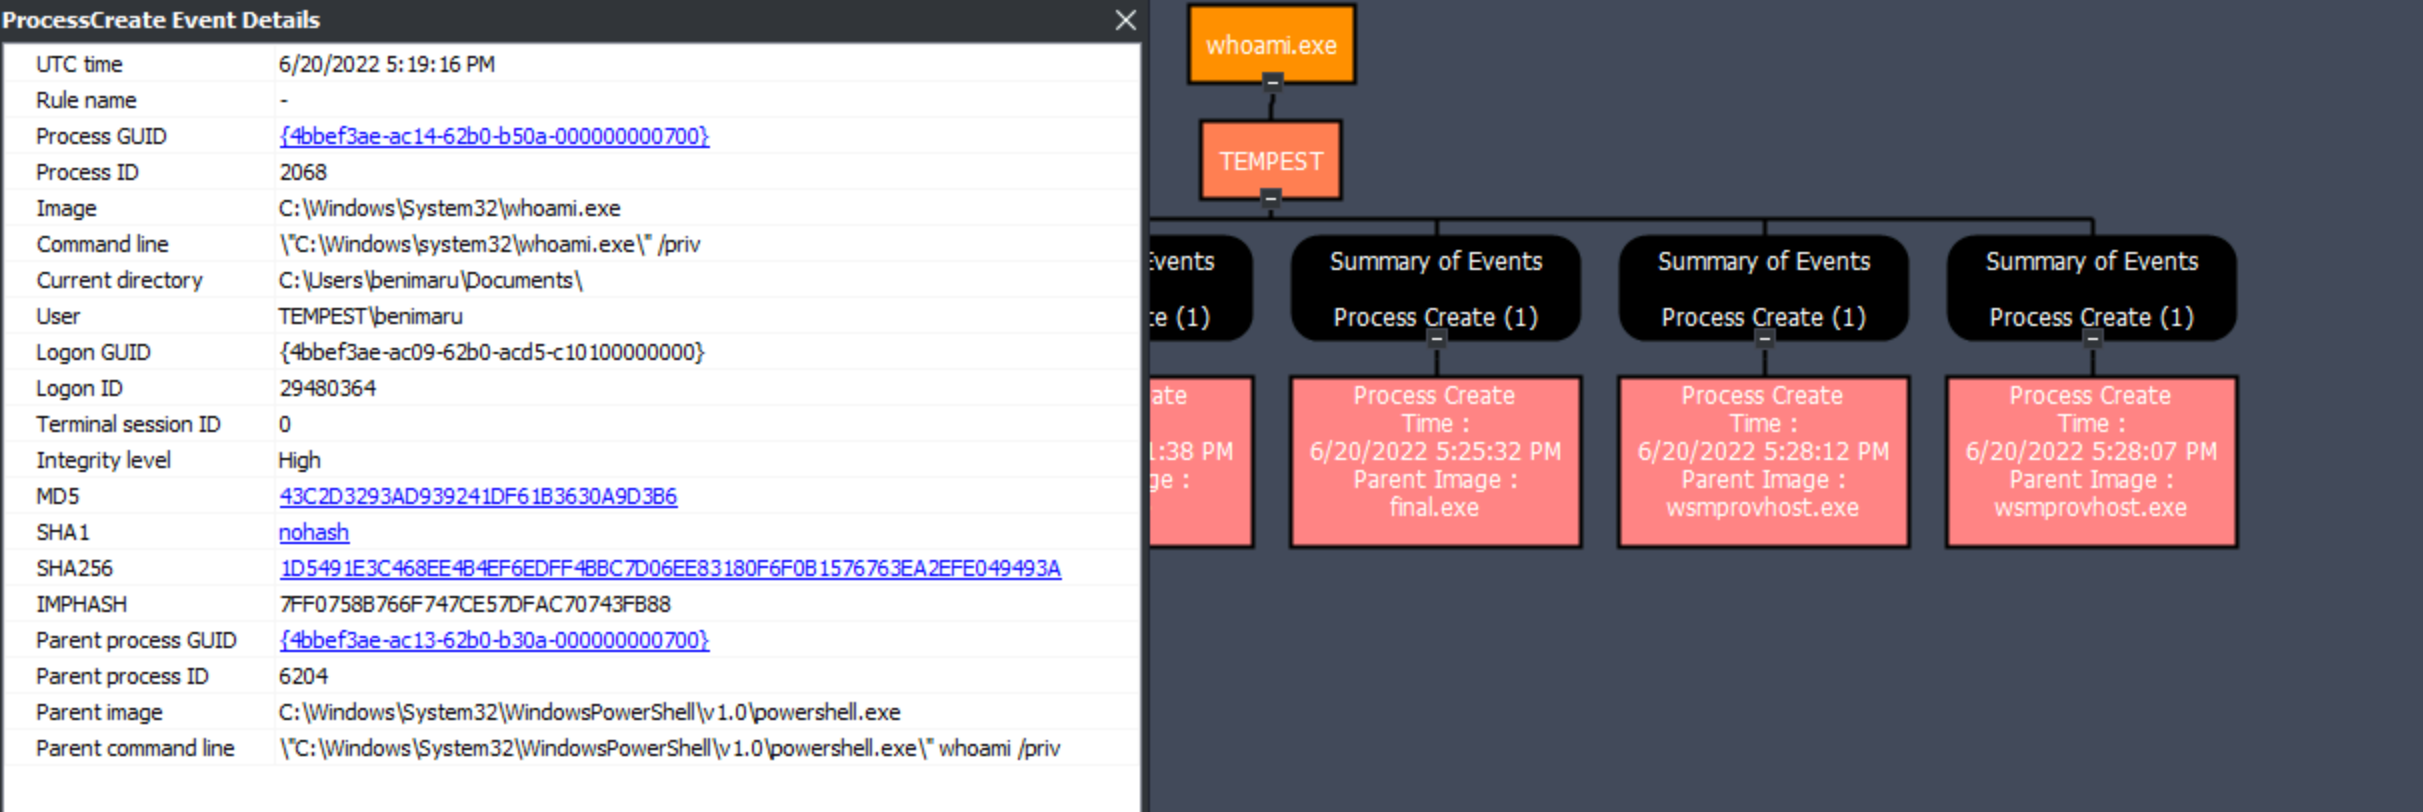 ProcessCreate Event Details
UTC time 6/20/2022 5:19:16 PM
Rule name -
Process GUID {4bbef3ae-ac14-62b0-b50a-000000000700}
Process ID 2068
Image C:\Windows\System32\whoami.exe
Command line \"C:\Windows\system32\whoami.exe\" /priv
Current directory C:\Users\benimaru\Documents\
User TEMPEST\benimaru
Logon GUID {4bbef3ae-ac09-62b0-acd5-c10100000000}
Logon ID 29480364
Terminal session ID 0
Integrity level High
MD5 43C2D3293AD939241DF61B3630A9D3B6
SHA1 nohash
SHA256 1D5491E3C468EE4B4EF6EDFF4BBC7D06EE83180F6F0B1576763EA2EFE049493A
IMPHASH 7FF0758B766F747CE57DFAC70743FB88
Parent process GUID {4bbef3ae-ac13-62b0-b30a-000000000700}
Parent process ID 6204
Parent image C:\Windows\System32\WindowsPowerShell\v1.0\powershell.exe
Parent command line \"C:\Windows\System32\WindowsPowerShell\v1.0\powershell.exe\" whoami /priv
whoami.exe
TEMPEST
Events
(1)
1:38 PM
Summary of Events
Process Create (1)
Process Create
Time :
6/20/2022 5:25:32 PM
Parent Image :
final.exe
Summary of Events
Process Create (1)
Process Create
Time :
6/20/2022 5:28:12 PM
Parent Image :
wsmprovhost.exe
Summary of Events
Process Create (1)
Process Create
Time :
6/20/2022 5:28:07 PM
Parent Image :
wsmprovhost.exe